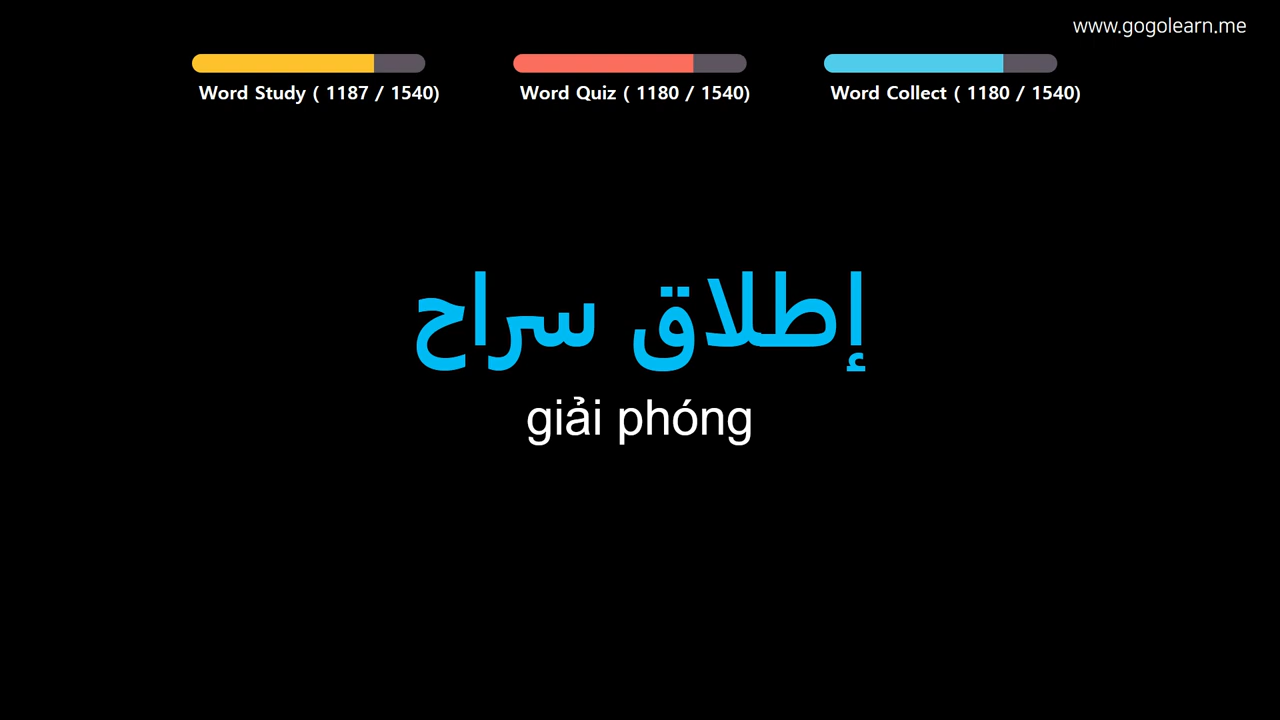 www.gogolearn.me
Word Study ( 1187 / 1540)
Word Quiz ( 1180 / 1540)
Word Collect ( 1180 / 1540)
إطلاق سراح
giải phóng